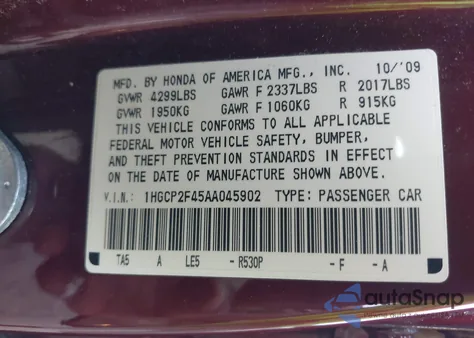 MFD. BY HONDA OF AMERICA MFG., INC. 10/'09
GVWR 4299LBS GAWR F 2337LBS R 2017LBS
GVWR 1950KG GAWR F 1060KG R 915KG
THIS VEHICLE CONFORMS TO ALL APPLICABLE
FEDERAL MOTOR VEHICLE SAFETY, BUMPER,
AND THEFT PREVENTION STANDARDS IN EFFECT
ON THE DATE OF MANUFACTURE SHOWN ABOVE.
V.I.N.: 1HGCP2F45AA045902 TYPE: PASSENGER CAR
TA5 A LE5 - R530P - F - A
autoSnap